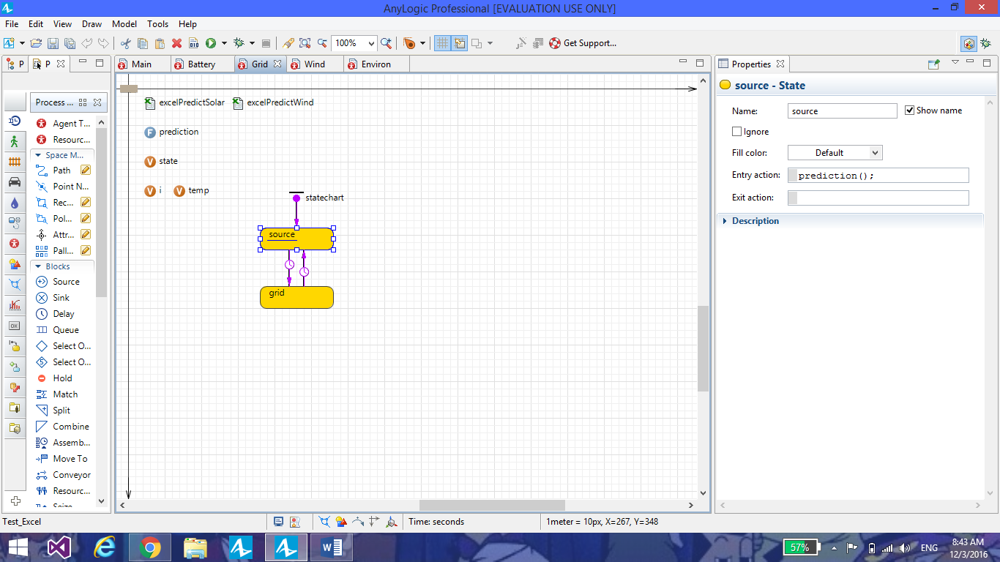 AnyLogic Professional [EVALUATION USE ONLY]
File Edit View Draw Model Tools Help
100% Get Support...
P P
Main Battery Grid Wind Environ
Properties
Process ...
Agent T...
Resourc...
Space M...
Path
Point N...
Rec...
Pol...
Attr...
Pall...
Blocks
Source
Sink
Delay
Queue
Select O...
Select O...
Hold
Match
Split
Combine
Assemb...
Move To
Conveyor
Resourc...
Seize
excelPredictSolar excelPredictWind
F prediction
V state
V i V temp
statechart
source
grid
source - State
Name: source Show name
Ignore
Fill color: Default
Entry action: prediction();
Exit action:
Description
Test_Excel Time: seconds 1meter = 10px, X=267, Y=348
57% ENG 8:43 AM
12/3/2016